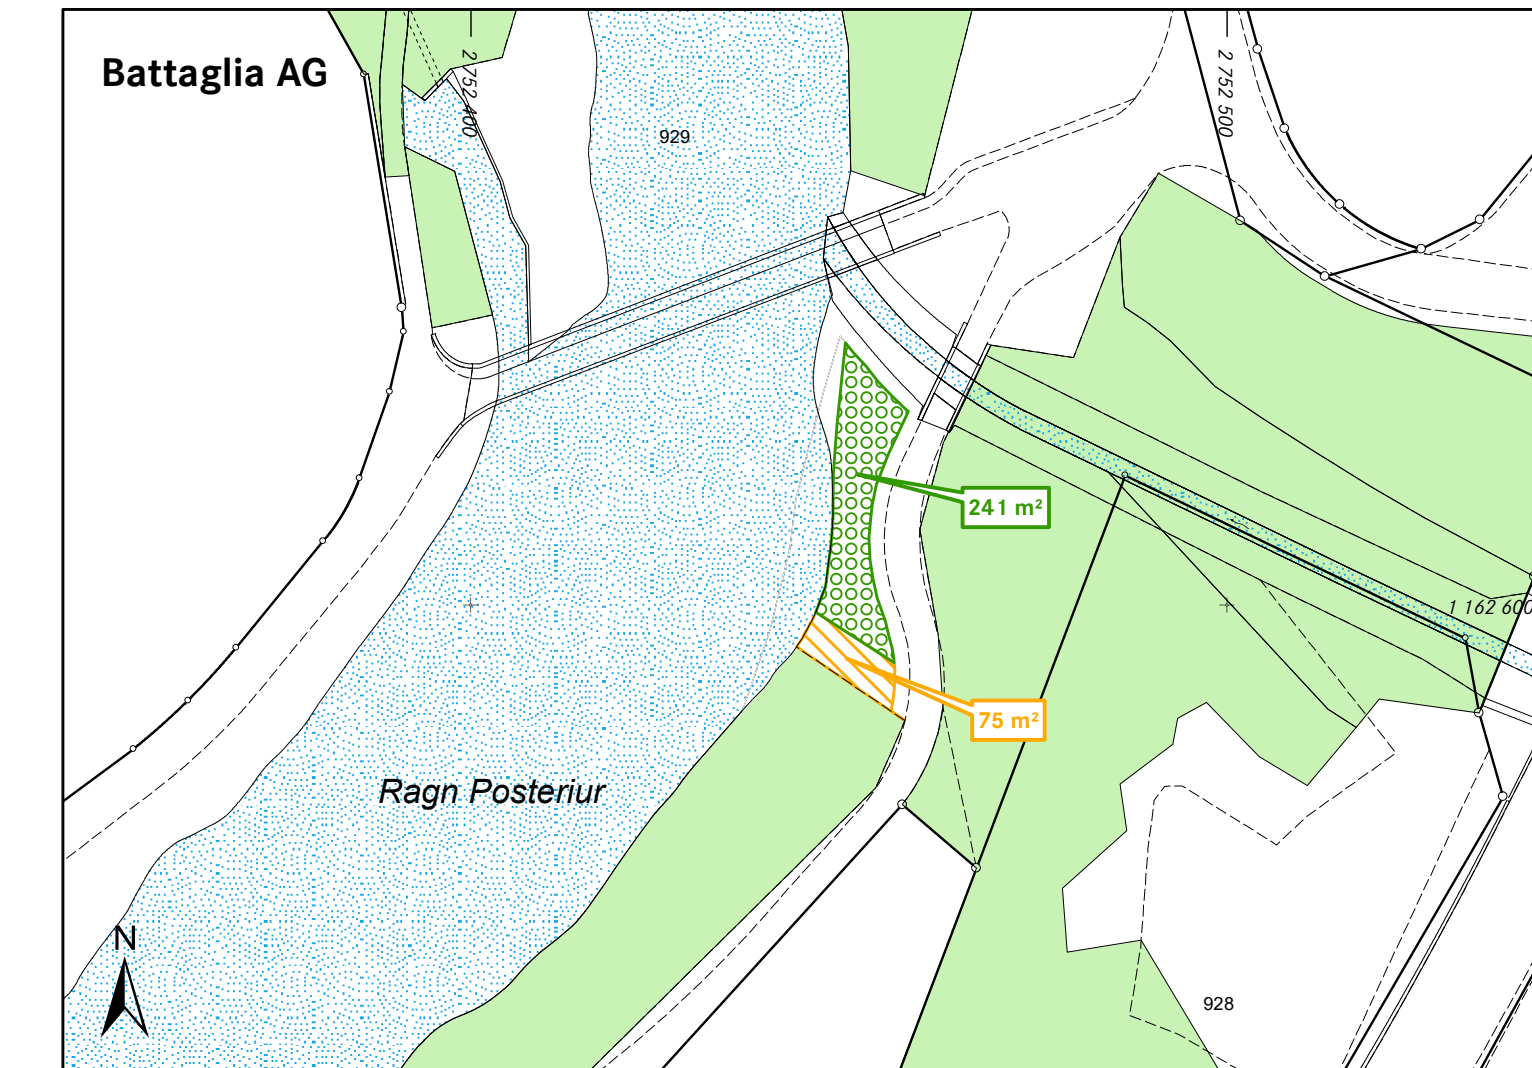 Battaglia AG
2 752 400
2 752 500
929
241 m²
1 162 600
75 m²
Ragn Posteriur
N
928